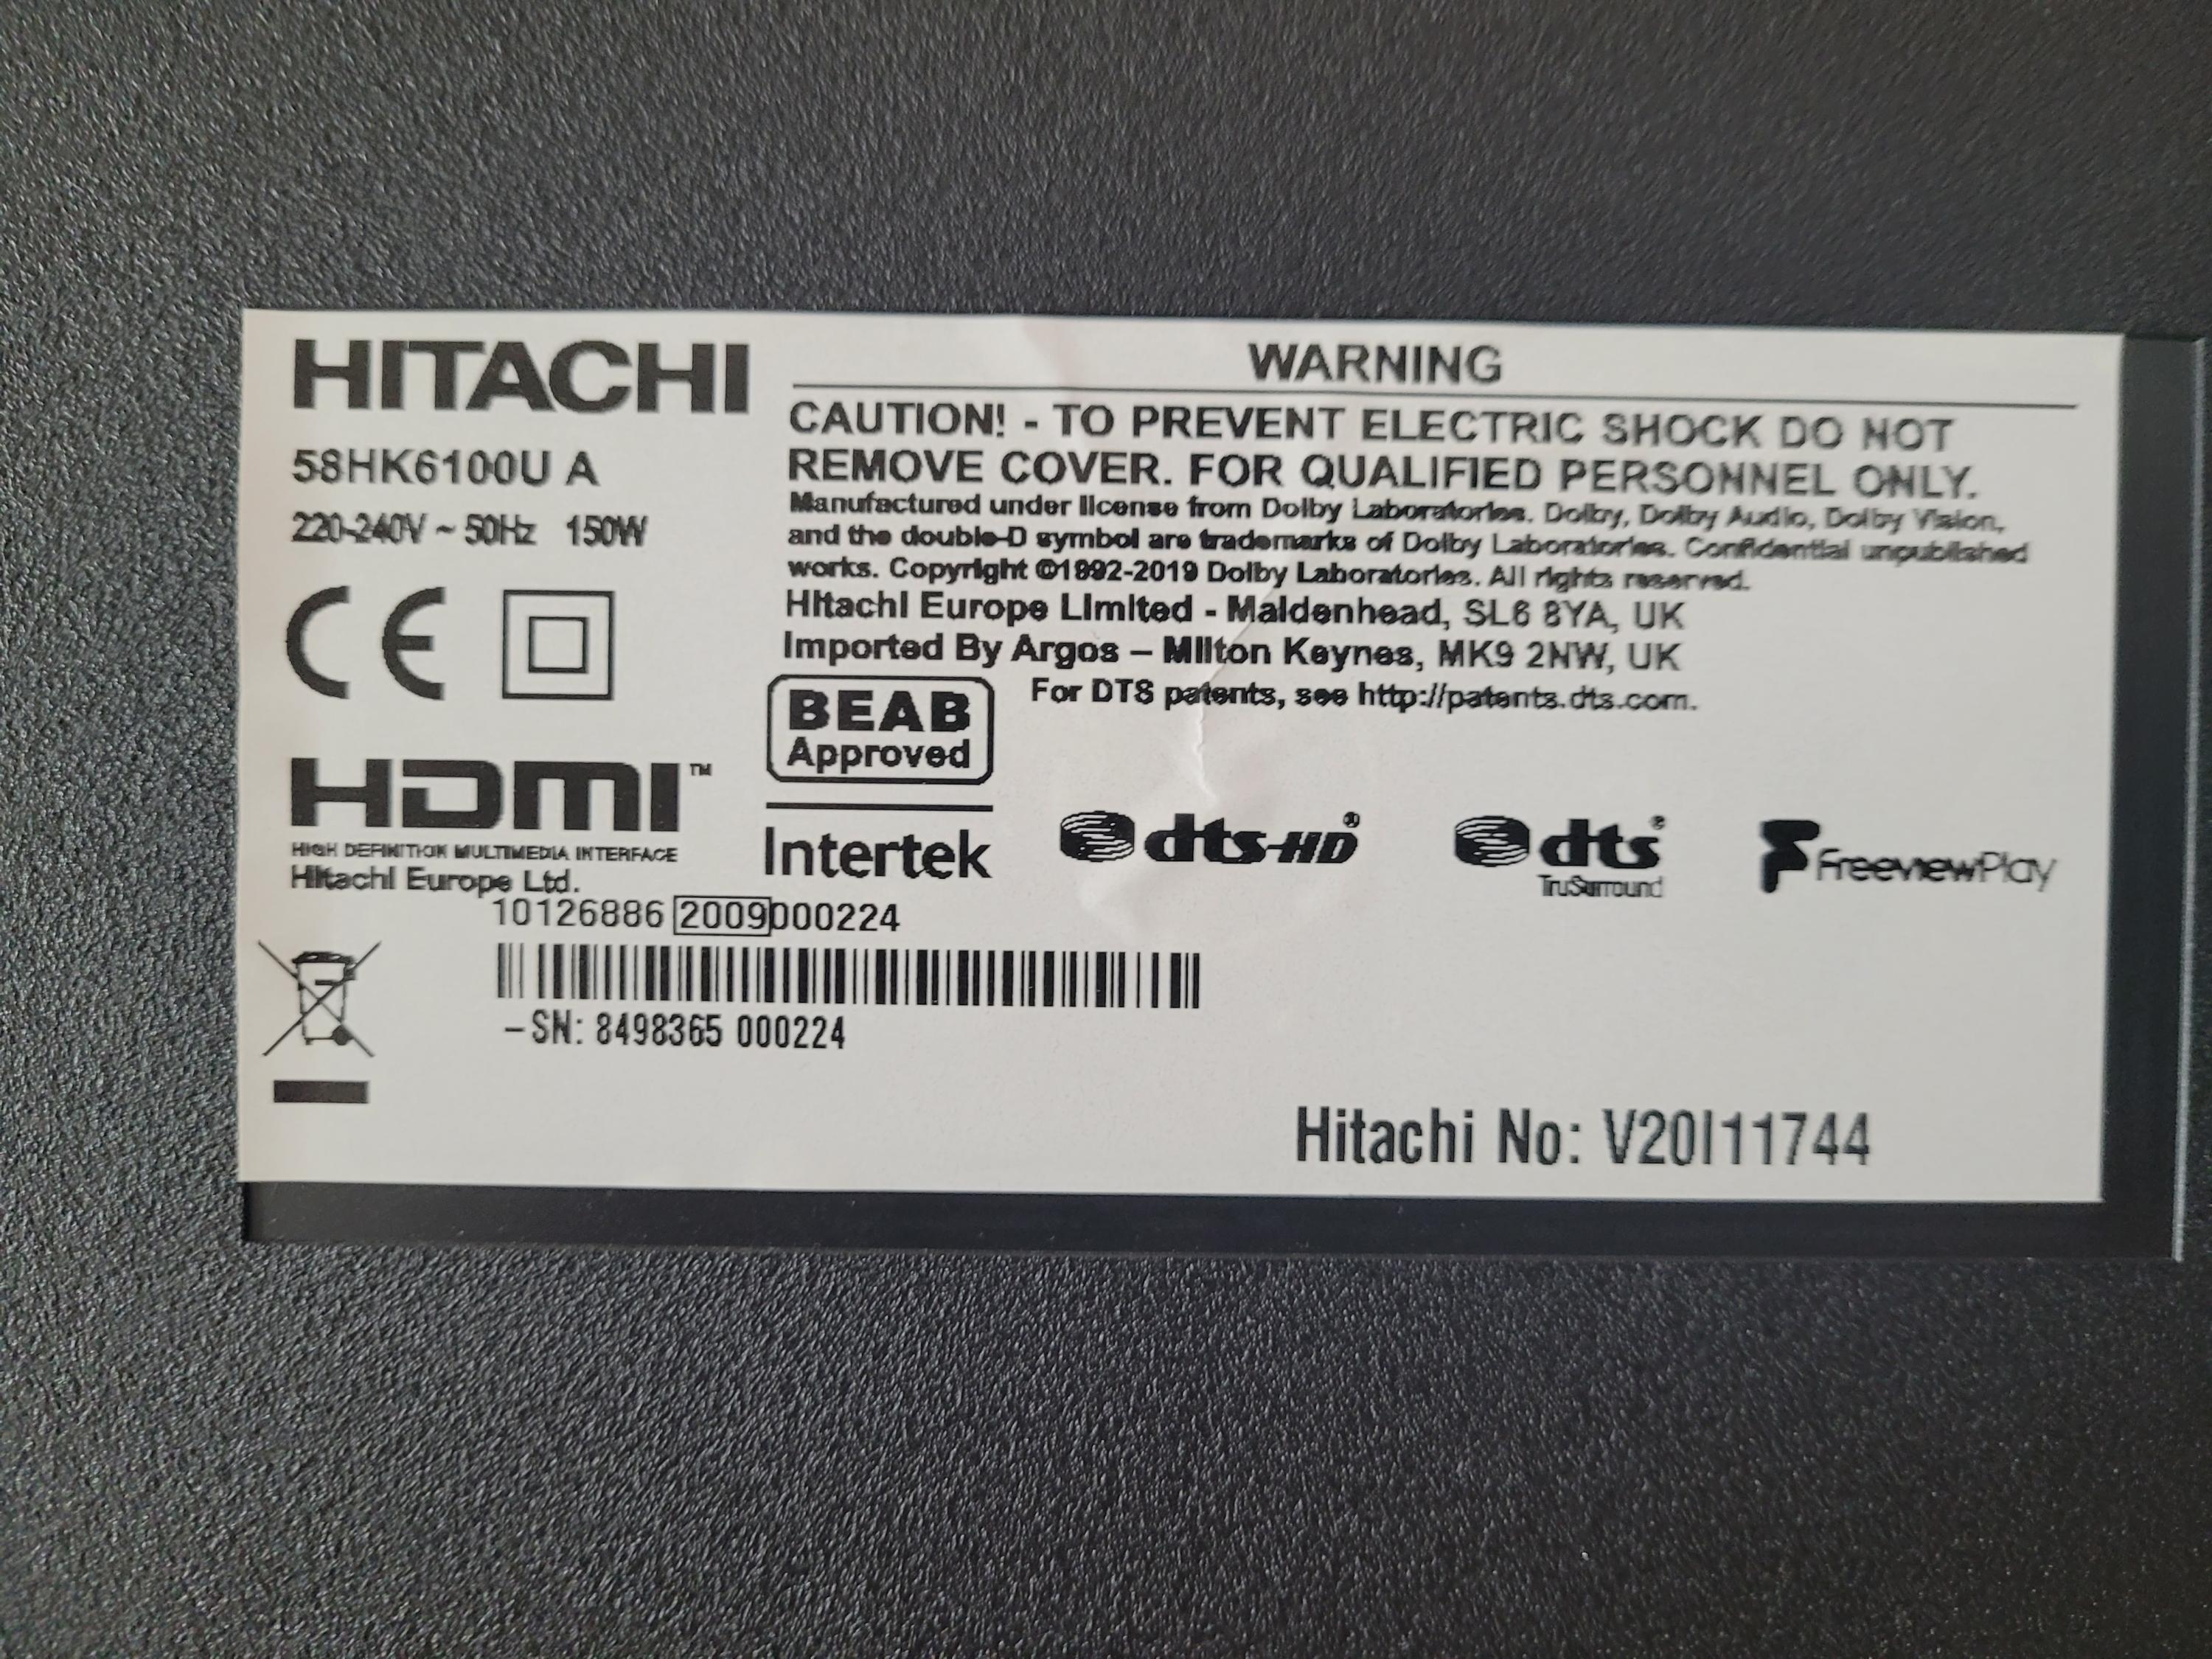 HITACHI
58HK6100U A
220-240V ~ 50Hz 150W
CE
HDMI™
HIGH DEFINITION MULTIMEDIA INTERFACE
Hitachi Europe Ltd.
WARNING
CAUTION! - TO PREVENT ELECTRIC SHOCK DO NOT
REMOVE COVER. FOR QUALIFIED PERSONNEL ONLY.
Manufactured under license from Dolby Laboratories. Dolby, Dolby Audio, Dolby Vision,
and the double-D symbol are trademarks of Dolby Laboratories. Confidential unpublished
works. Copyright ©1992-2019 Dolby Laboratories. All rights reserved.
Hitachi Europe Limited - Maidenhead, SL6 8YA, UK
Imported By Argos – Milton Keynes, MK9 2NW, UK
For DTS patents, see http://patents.dts.com.
BEAB
Approved
Intertek
dts-HD®
dts®
TruSurround
FreeviewPlay
10126886 2009000224
–SN: 8498365 000224
Hitachi No: V20I11744